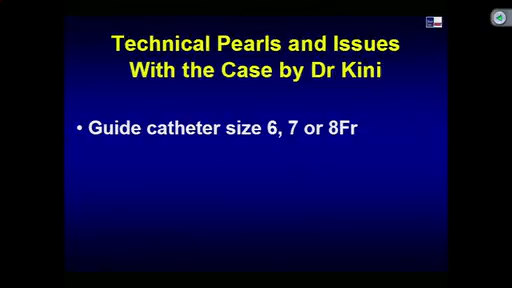 Technical Pearls and Issues
With the Case by Dr Kini
• Guide catheter size 6, 7 or 8Fr